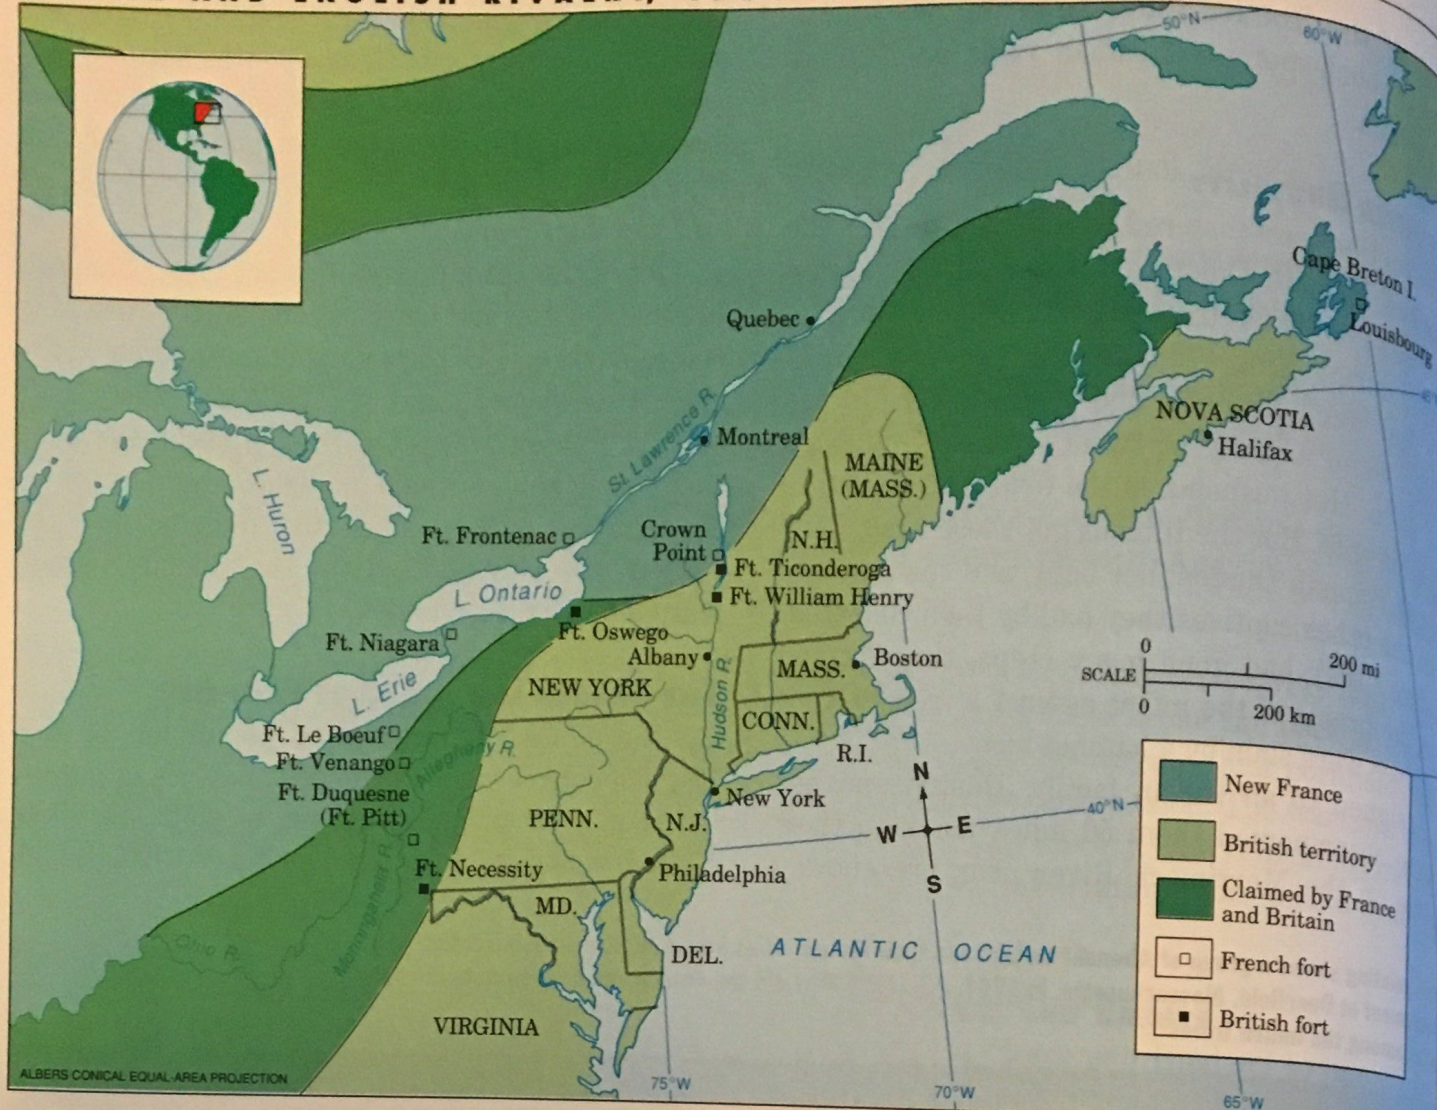 AND ENGLISH RIVALRY,
50°N
60°W
Cape Breton I.
Louisbourg
Quebec
St Lawrence R.
Montreal
NOVA SCOTIA
Halifax
MAINE
(MASS.)
L. Huron
Ft. Frontenac
Crown
Point
N.H.
Ft. Ticonderoga
L. Ontario
Ft. William Henry
Ft. Oswego
Ft. Niagara
Albany
MASS.
Boston
0
200 mi
SCALE
0
200 km
NEW YORK
Hudson R.
L. Erie
CONN.
R.I.
Ft. Le Boeuf
Allegheny R.
Ft. Venango
Ft. Duquesne
(Ft. Pitt)
New York
N
W
E
S
40°N
PENN.
N.J.
Ft. Necessity
Philadelphia
Monongahela R.
MD.
Ohio R.
DEL.
ATLANTIC OCEAN
VIRGINIA
New France
British territory
Claimed by France
and Britain
French fort
British fort
ALBERS CONICAL EQUAL-AREA PROJECTION
75°W
70°W
65°W